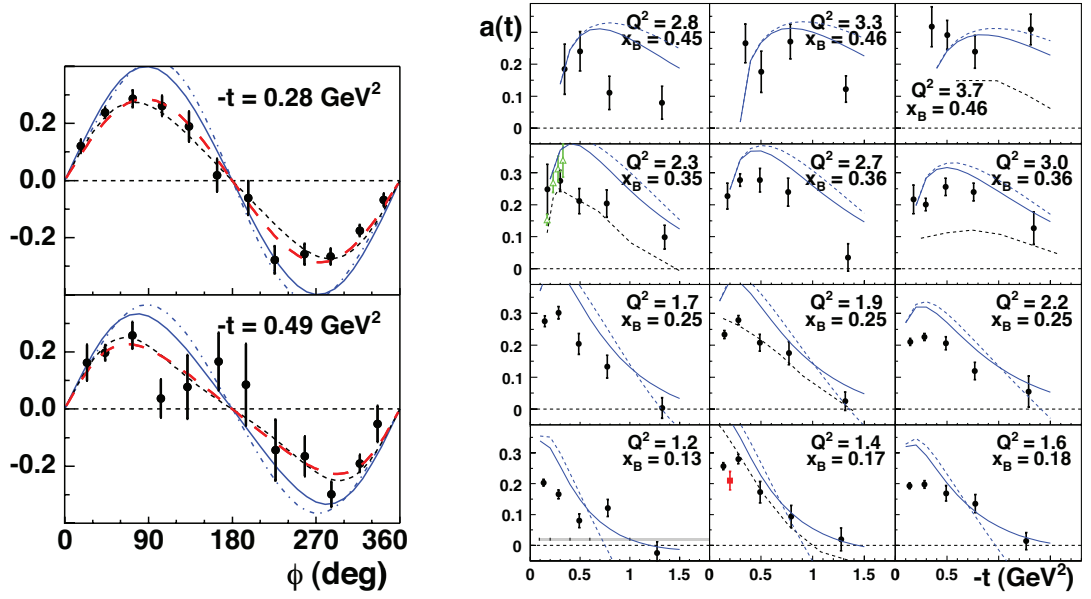 -t = 0.28 GeV²
0.2
0.0
-0.2
-t = 0.49 GeV²
0.2
0.0
-0.2
0 90 180 270 360
ϕ (deg)
a(t)
Q² = 2.8
x_B = 0.45
Q² = 3.3
x_B = 0.46
Q² = 3.7
x_B = 0.46
0.3
0.2
0.1
0
Q² = 2.3
x_B = 0.35
Q² = 2.7
x_B = 0.36
Q² = 3.0
x_B = 0.36
0.3
0.2
0.1
0
Q² = 1.7
x_B = 0.25
Q² = 1.9
x_B = 0.25
Q² = 2.2
x_B = 0.25
0.3
0.2
0.1
0
Q² = 1.2
x_B = 0.13
Q² = 1.4
x_B = 0.17
Q² = 1.6
x_B = 0.18
0.3
0.2
0.1
0
0 0.5 1 1.5 0 0.5 1 1.5 0 0.5 1 1.5
-t (GeV²)